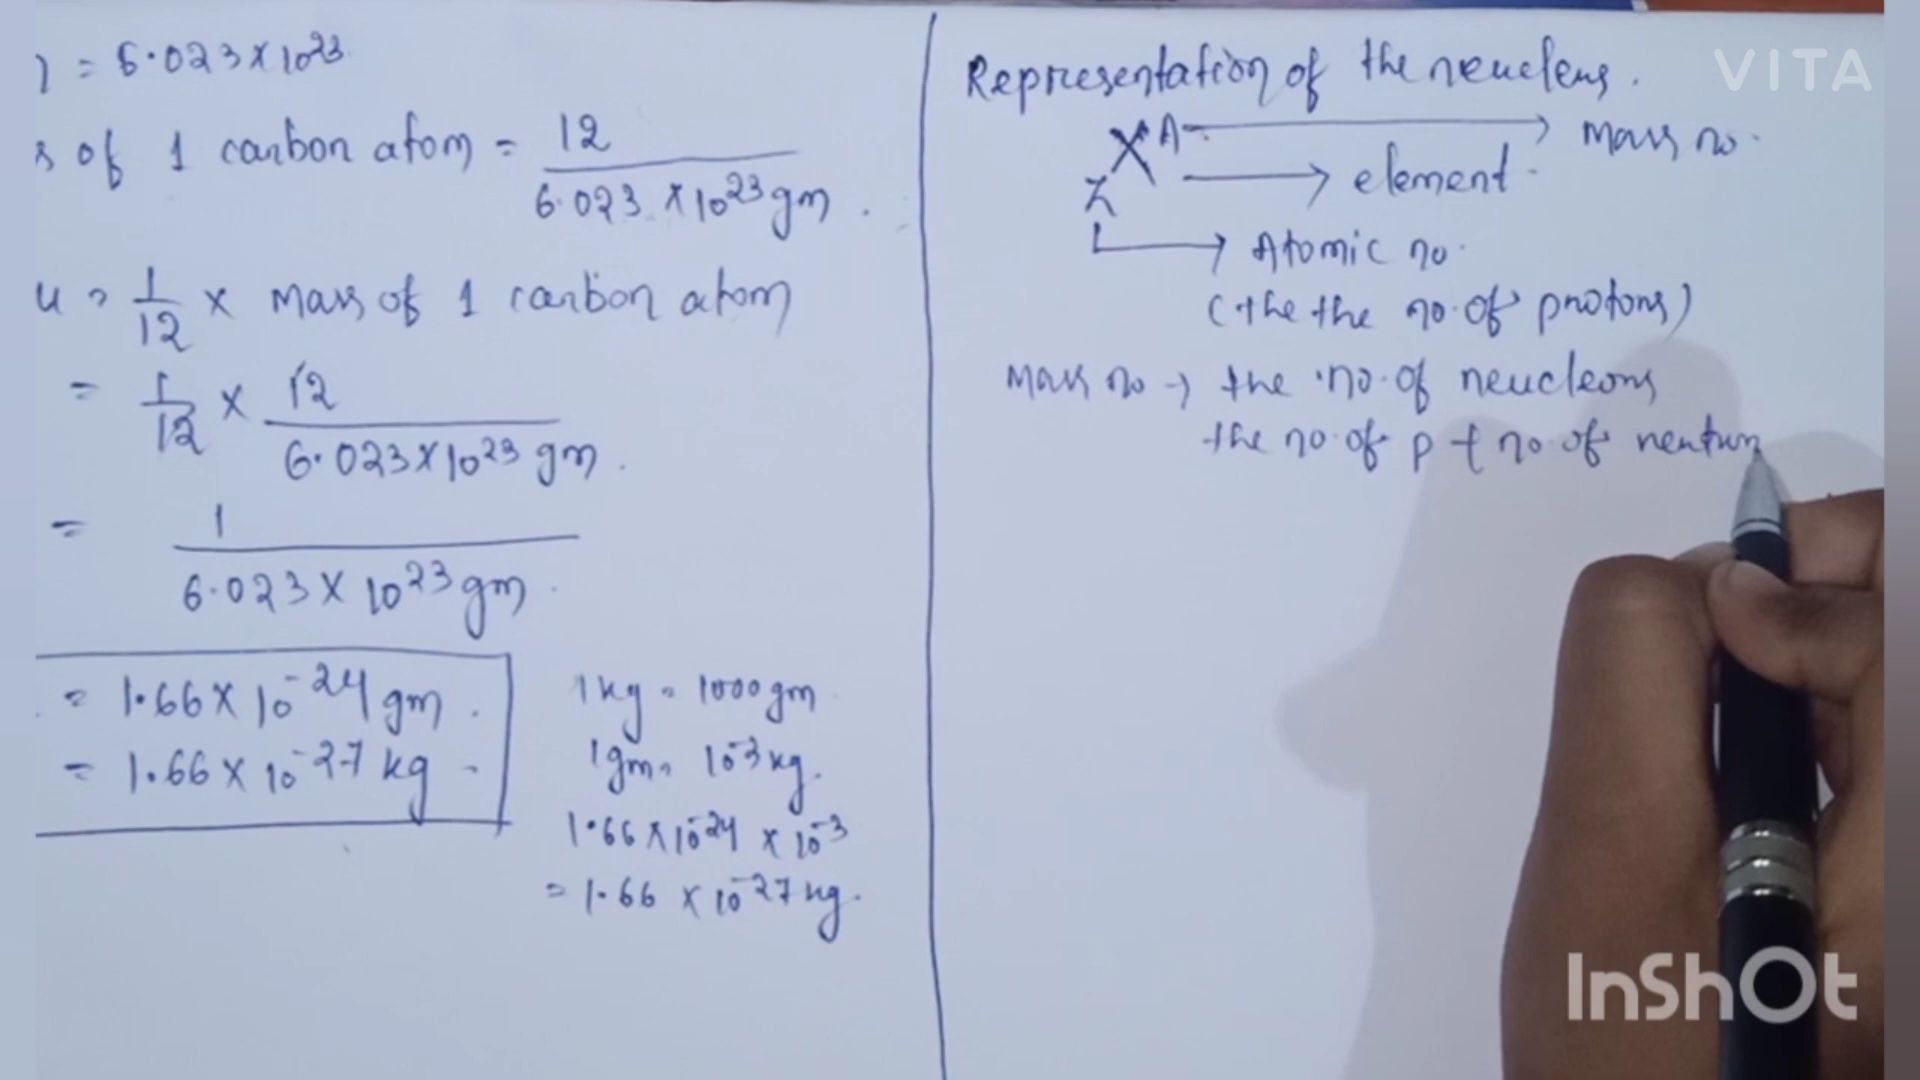 ) = 6.023×10²³
s of 1 carbon atom = 12 / 6.023 ×10²³ gm.
u = 1/12 × Mass of 1 carbon atom
= 1/12 × 12 / 6.023×10²³ gm.
= 1 / 6.023×10²³ gm.
= 1.66×10⁻²⁴ gm.
= 1.66×10⁻²⁷ kg
1 kg = 1000 gm
1 gm = 10⁻³ kg.
1.66×10⁻²⁴ × 10⁻³
= 1.66 × 10⁻²⁷ kg.
Representation of the neucleus.
X A → Mass no.
→ element.
Z
→ Atomic no.
(the the no. of protons)
Mass no → the no. of neucleons
the no. of p + no. of neutron
VITA
InShOt